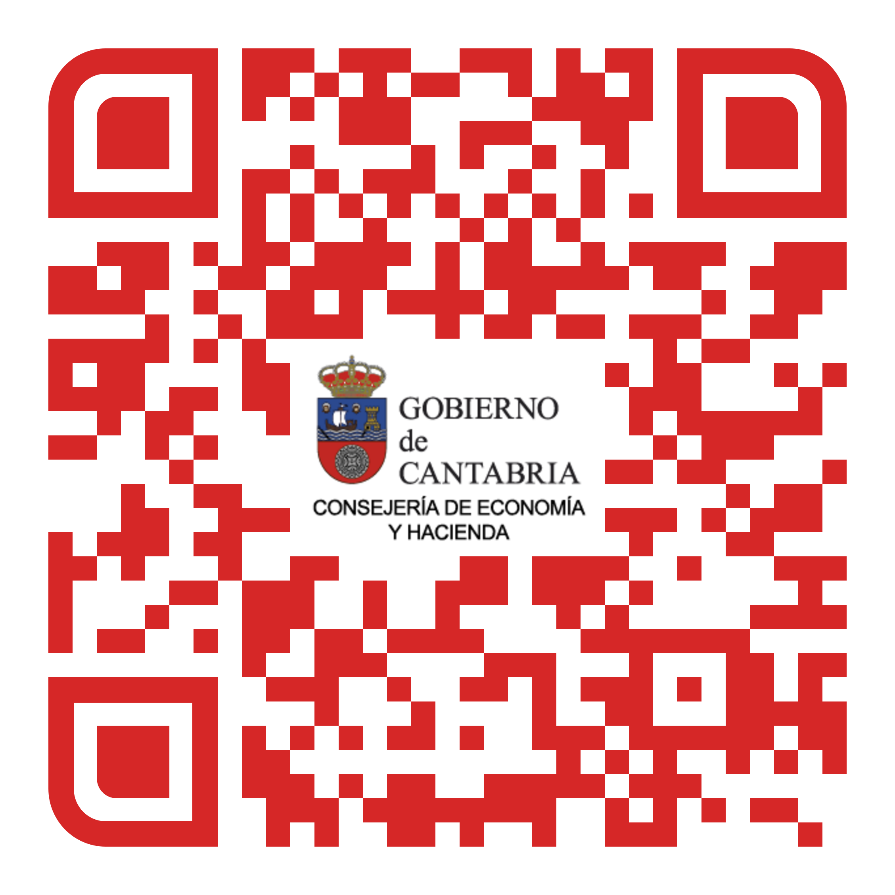 GOBIERNO
de
CANTABRIA
CONSEJERÍA DE ECONOMÍA
Y HACIENDA